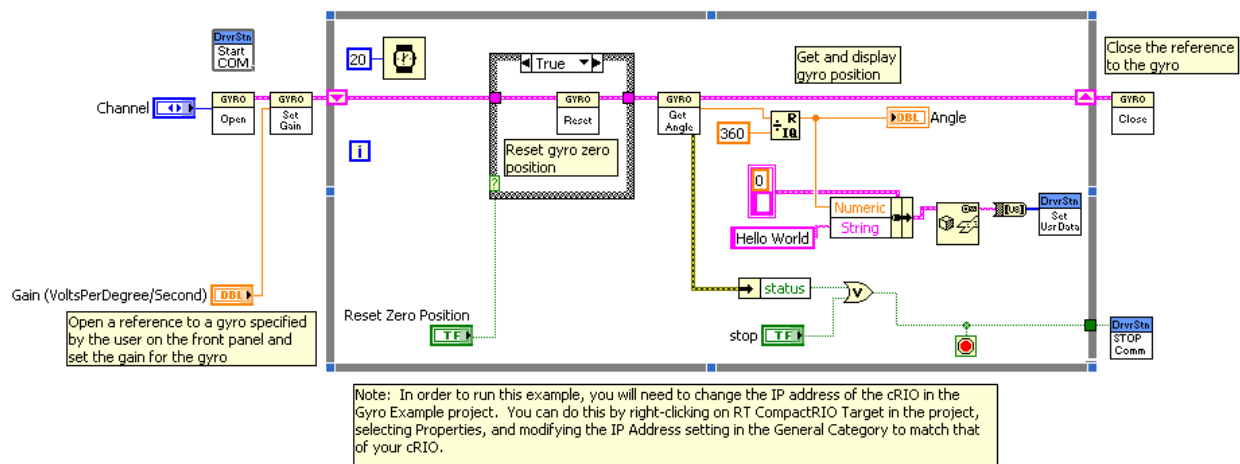 DrvrStn
Start
COM
20
True
Get and display
gyro position
Close the reference
to the gyro
Channel
GYRO
Open
GYRO
Set
Gain
GYRO
Reset
GYRO
Get
Angle
R
IQ
360
DBL
Angle
GYRO
Close
i
Reset gyro zero
position
?
0
Numeric
String
Hello World
[U8]
DrvrStn
Set
UsrData
status
V
Gain (VoltsPerDegree/Second)
DBL
Reset Zero Position
TF
stop
TF
DrvrStn
STOP
Comm
Open a reference to a gyro specified
by the user on the front panel and
set the gain for the gyro
Note: In order to run this example, you will need to change the IP address of the cRIO in the
Gyro Example project. You can do this by right-clicking on RT CompactRIO Target in the project,
selecting Properties, and modifying the IP Address setting in the General Category to match that
of your cRIO.